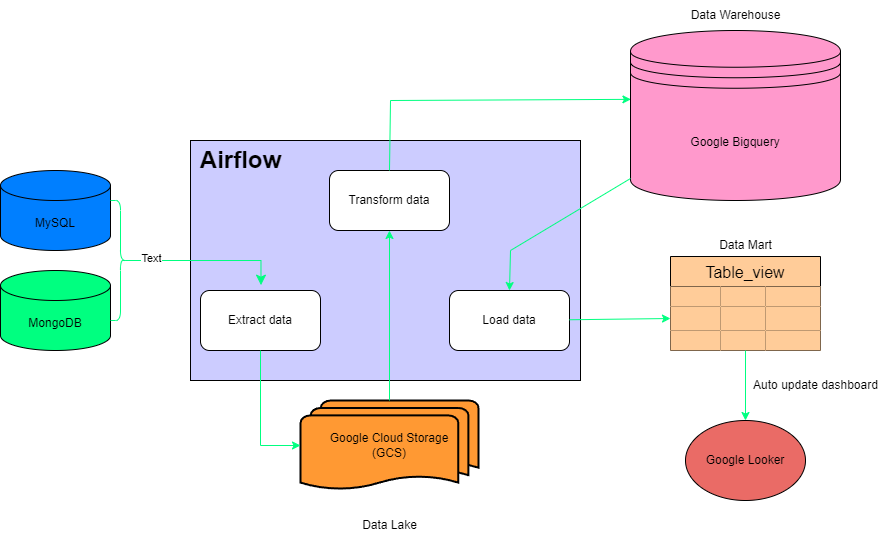 Data Warehouse
Google Bigquery
Airflow
Transform data
MySQL
Text
MongoDB
Extract data
Load data
Data Mart
Table_view
Auto update dashboard
Google Cloud Storage
(GCS)
Google Looker
Data Lake